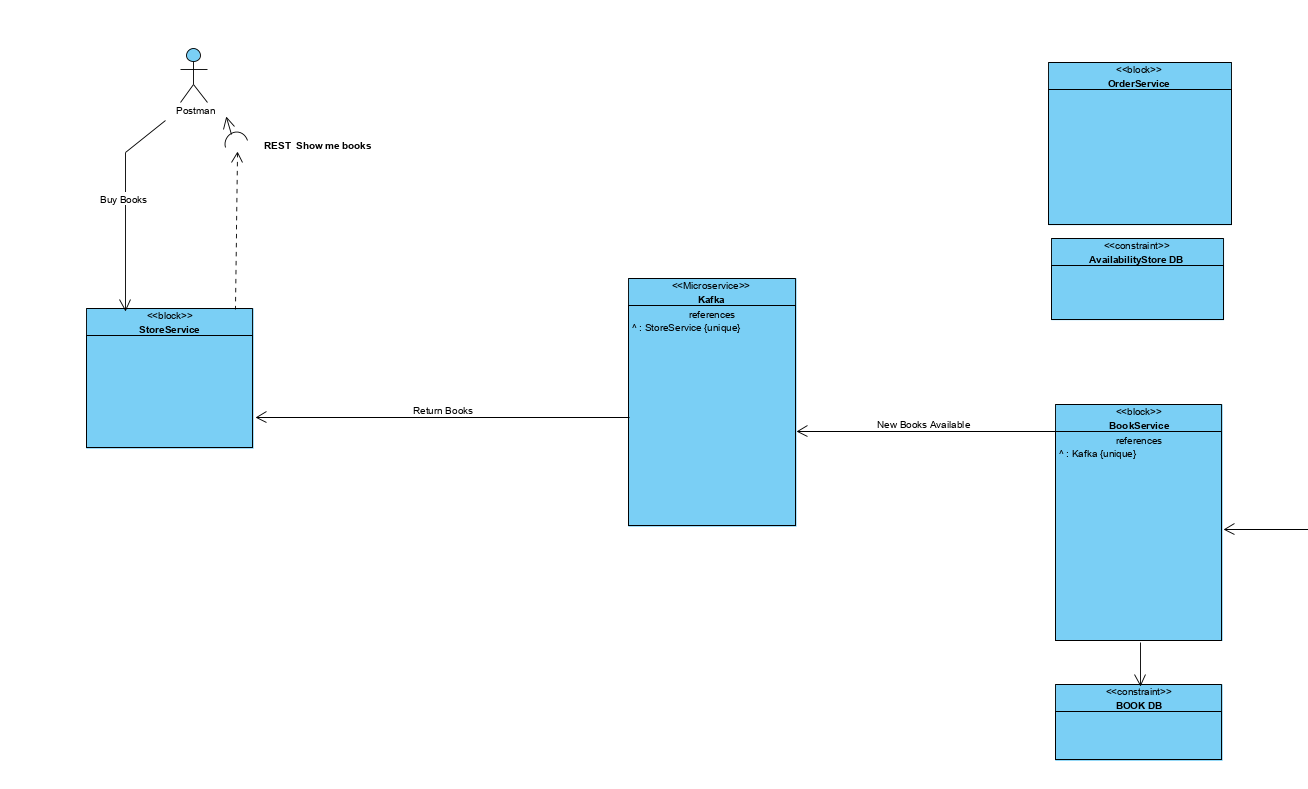 Postman
REST  Show me books
Buy Books
<<block>>
StoreService
<<Microservice>>
Kafka
references
^ : StoreService {unique}
Return Books
New Books Available
<<block>>
OrderService
<<constraint>>
AvailabilityStore DB
<<block>>
BookService
references
^ : Kafka {unique}
<<constraint>>
BOOK DB